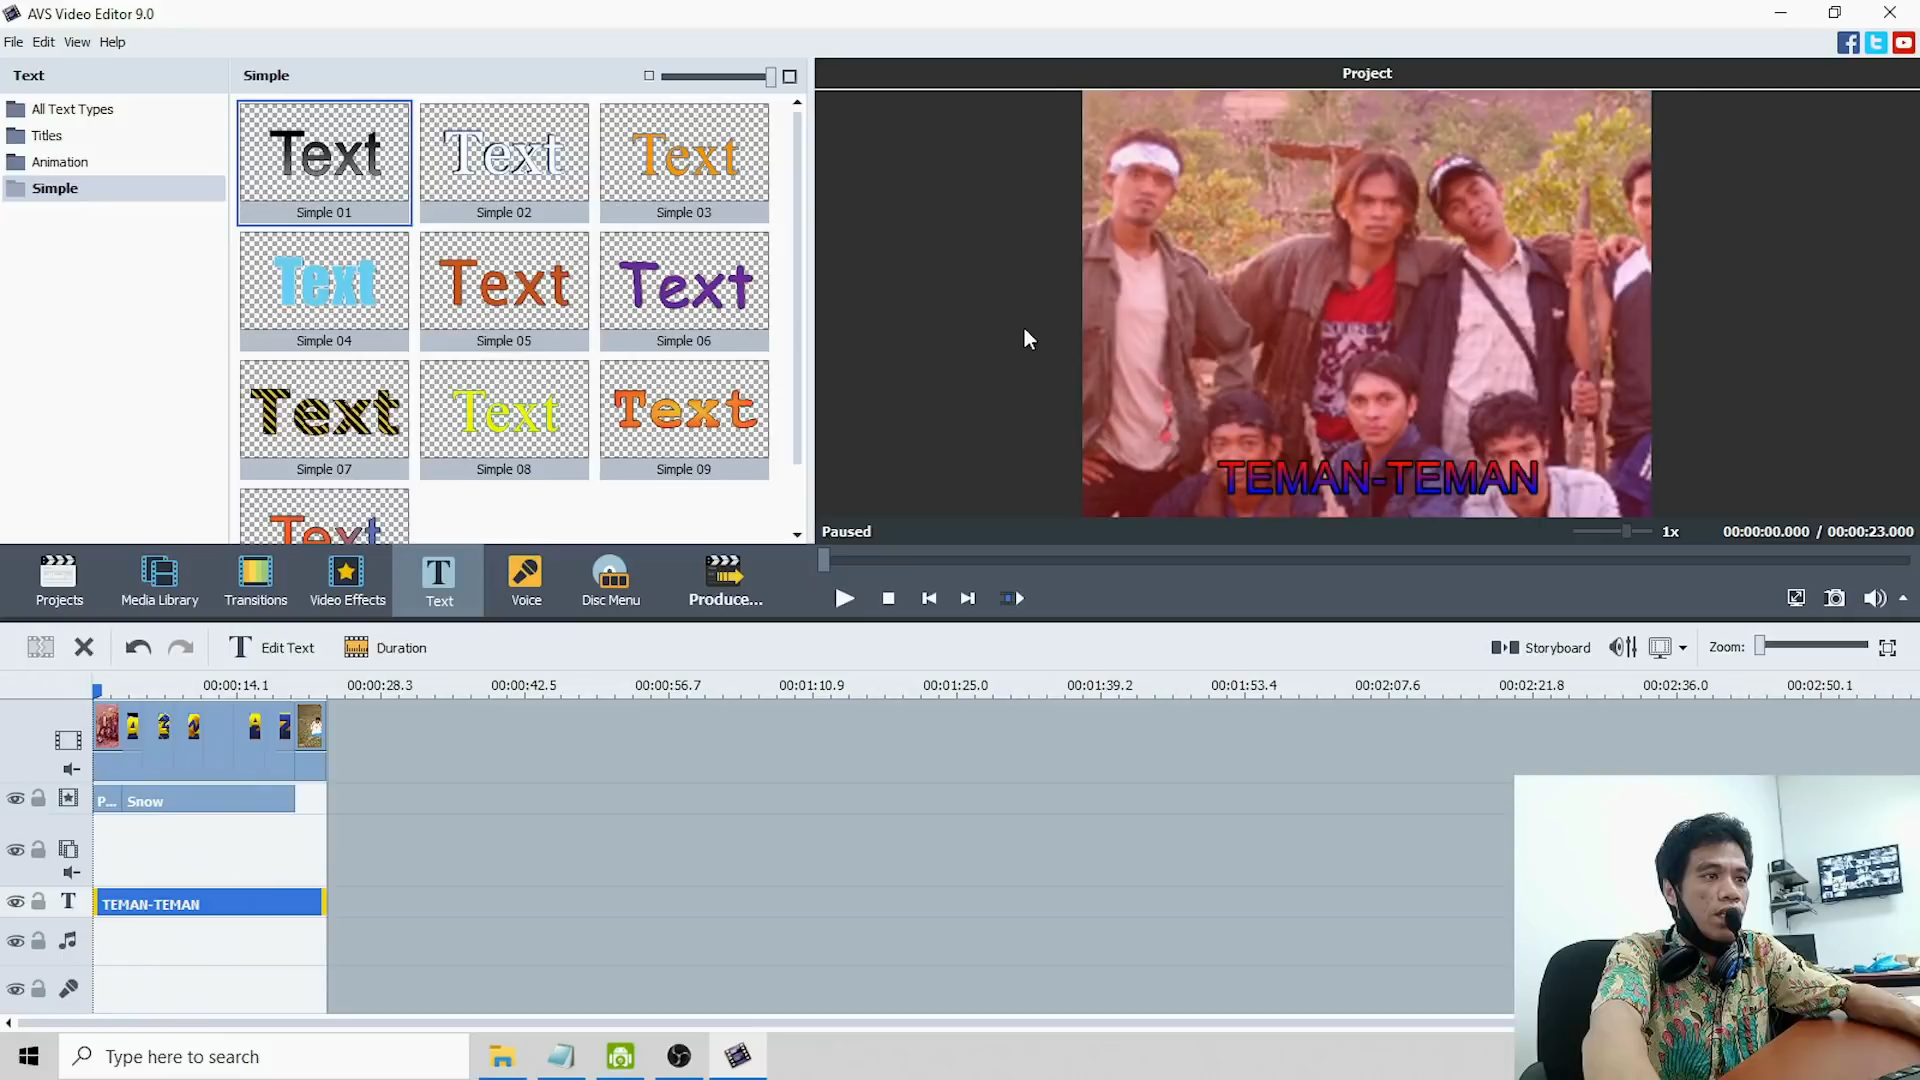 AVS Video Editor 9.0
File Edit View Help
Text
Simple
Project
All Text Types
Titles
Animation
Simple
Text
Simple 01
Text
Simple 02
Text
Simple 03
Text
Simple 04
Text
Simple 05
Text
Simple 06
Text
Simple 07
Text
Simple 08
Text
Simple 09
Text
TEMAN-TEMAN
Paused
1x
00:00:00.000 / 00:00:23.000
Projects
Media Library
Transitions
Video Effects
Text
Voice
Disc Menu
Produce...
Edit Text
Duration
Storyboard
Zoom:
00:00:14.1 00:00:28.3 00:00:42.5 00:00:56.7 00:01:10.9 00:01:25.0 00:01:39.2 00:01:53.4 00:02:07.6 00:02:21.8 00:02:36.0 00:02:50.1
P... Snow
TEMAN-TEMAN
Type here to search